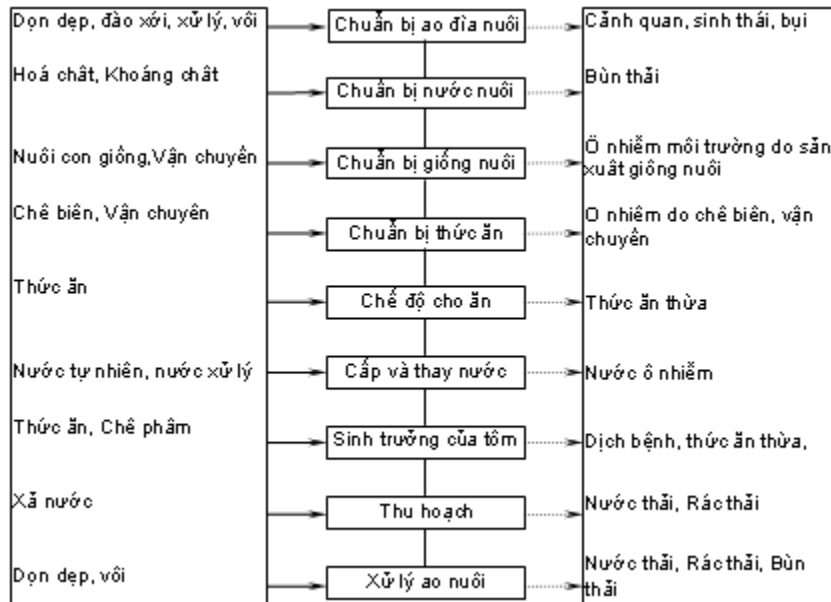 Dọn dẹp, đào xới, xử lý, vôi
Chuẩn bị ao đìa nuôi
Cảnh quan, sinh thái, bụi
Hoá chất, Khoáng chất
Chuẩn bị nước nuôi
Bùn thải
Nuôi con giống,Vận chuyển
Chuẩn bị giống nuôi
Ô nhiễm môi trường do sản
xuất giống nuôi
Chế biến, Vận chuyển
Chuẩn bị thức ăn
Ô nhiễm do chế biến, vận
chuyển
Thức ăn
Chế độ cho ăn
Thức ăn thừa
Nước tự nhiên, nước xử lý
Cấp và thay nước
Nước ô nhiễm
Thức ăn, Chế phẩm
Sinh trưởng của tôm
Dịch bệnh, thức ăn thừa,
Xả nước
Thu hoạch
Nước thải, Rác thải
Dọn dẹp, vôi
Xử lý ao nuôi
Nước thải, Rác thải, Bùn
thải